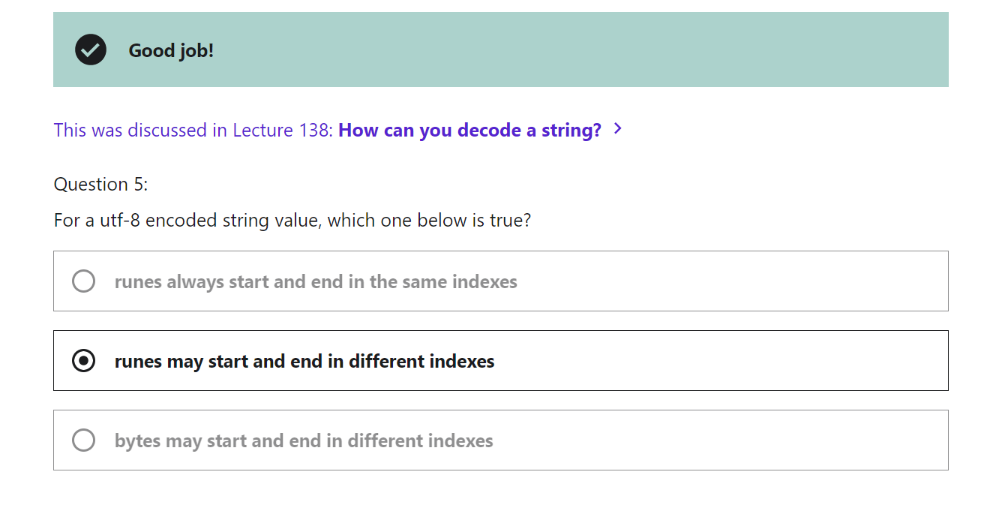 Good job!
This was discussed in Lecture 138: How can you decode a string?
Question 5:
For a utf-8 encoded string value, which one below is true?
runes always start and end in the same indexes
runes may start and end in different indexes
bytes may start and end in different indexes